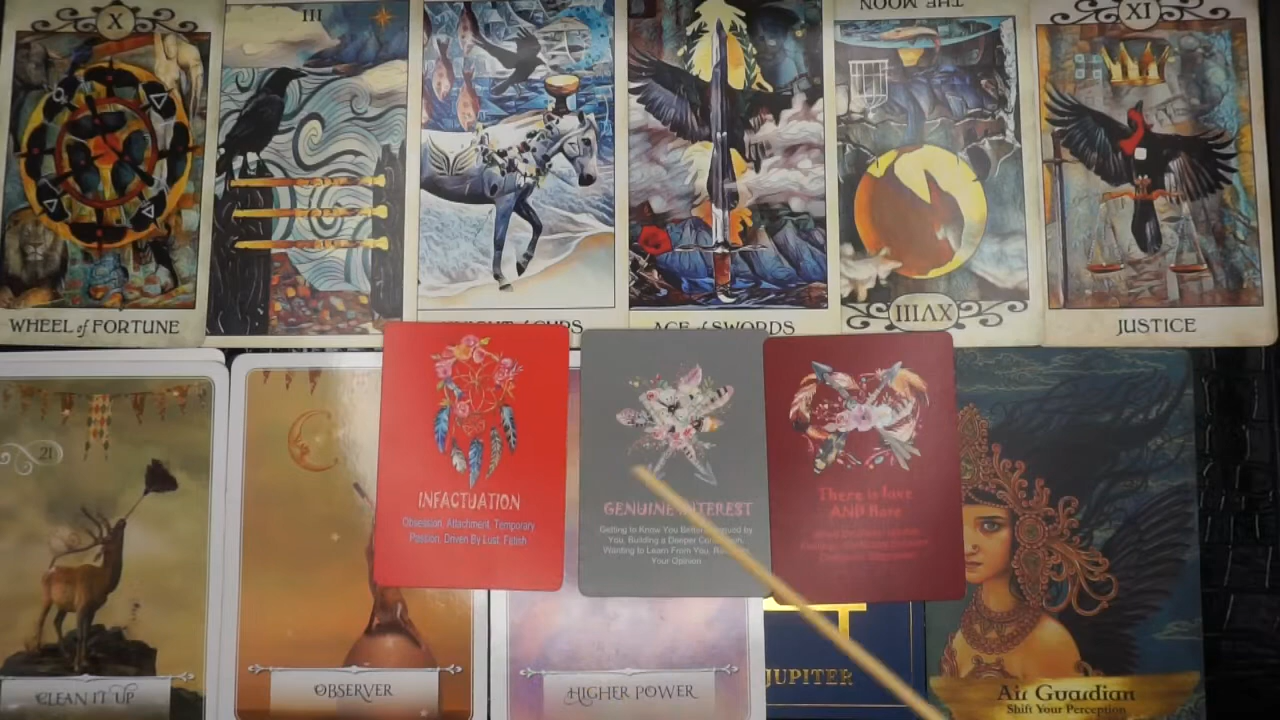 X
III
THE MOON
XI
WHEEL of FORTUNE
ACE of SWORDS
XVIII
JUSTICE
21
INFACTUATION
Obsession, Attachment, Temporary
Position, Driven By Lust, Fetish
GENUINE INTEREST
Getting to Know You Better, by
You, Building a Deeper
Wanting to Learn From You,
Your Opinion
There is love
AND
CLEAN IT UP
OBSERVER
HIGHER POWER
JUPITER
Air Guardian
Shift Your Perception